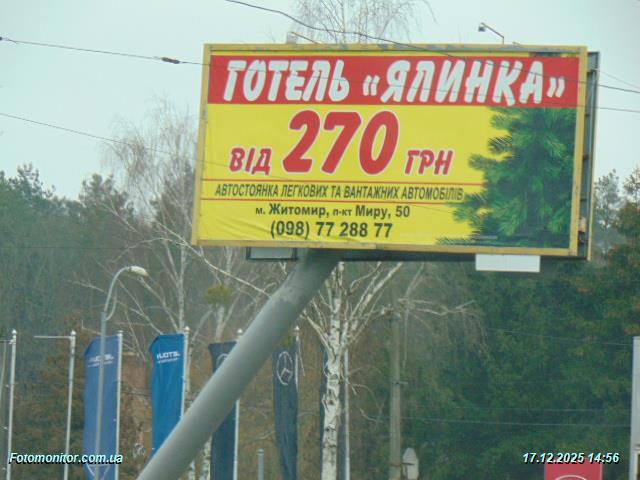 ГОТЕЛЬ «ЯЛИНКА»
ВІД 270 ГРН
АВТОСТОЯНКА ЛЕГКОВИХ ТА ВАНТАЖНИХ АВТОМОБІЛІВ
м. Житомир, п-кт Миру, 50
(098) 77 288 77
Fotomonitor.com.ua
17.12.2025 14:56